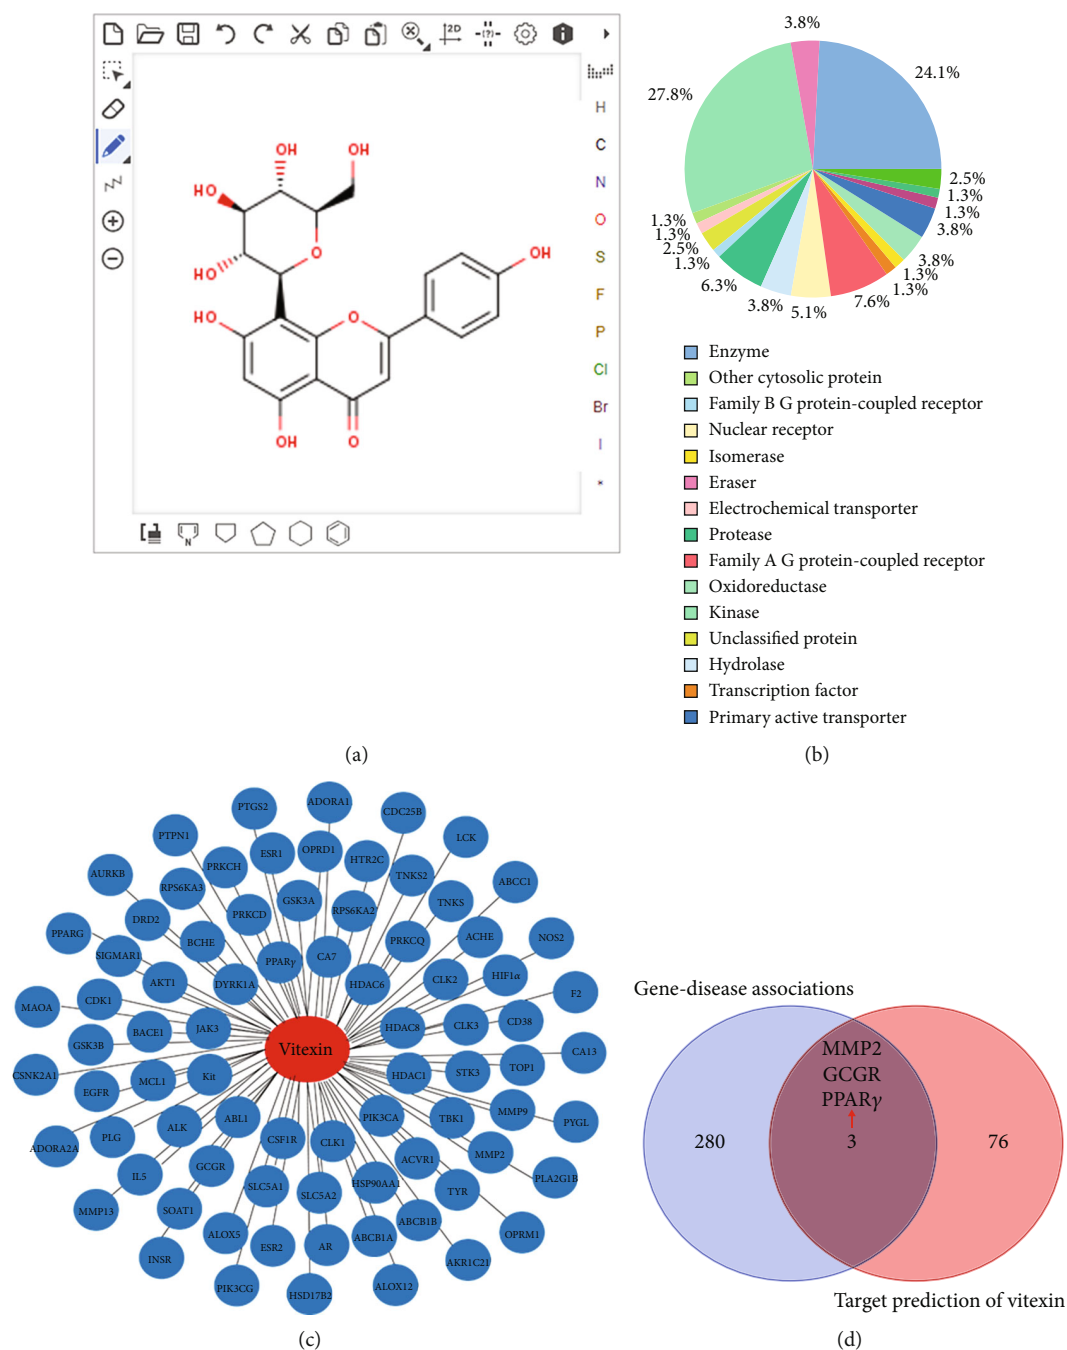 2D
(?)
H
C
N
O
S
F
P
Cl
Br
I
*
OH
OH
HO
O
HO
OH
HO
O
OH
O
N
(a)
3.8%
24.1%
27.8%
2.5%
1.3%
1.3%
3.8%
3.8%
1.3%
1.3%
7.6%
5.1%
3.8%
6.3%
1.3%
2.5%
1.3%
1.3%
Enzyme
Other cytosolic protein
Family B G protein-coupled receptor
Nuclear receptor
Isomerase
Eraser
Electrochemical transporter
Protease
Family A G protein-coupled receptor
Oxidoreductase
Kinase
Unclassified protein
Hydrolase
Transcription factor
Primary active transporter
(b)
PTGS2
ADORA1
CDC25B
PTPN1
LCK
ESR1
OPRD1
HTR2C
PRKCH
TNKS2
AURKB
RPS6KA3
ABCC1
GSK3A
TNKS
RPS6KA2
PRKCD
DRD2
PPARG
BCHE
PRKCQ
ACHE
NOS2
SIGMAR1
CA7
PPARγ
HIF1α
CLK2
AKT1
DYRK1A
HDAC6
F2
CDK1
MAOA
CD38
CLK3
HDAC8
JAK3
BACE1
GSK3B
Vitexin
CA13
TOP1
STK3
HDAC1
Kit
MCL1
CSNK2A1
EGFR
MMP9
PIK3CA
TBK1
PYGL
ABL1
ALK
PLG
CSF1R
CLK1
ADORA2A
MMP2
ACVR1
GCGR
IL5
PLA2G1B
HSP90AA1
SLC5A1
SLC5A2
TYR
MMP13
SOAT1
ABCB1B
OPRM1
ALOX5
ABCB1A
ESR2
AR
INSR
AKR1C21
PIK3CG
ALOX12
HSD17B2
(c)
Gene-disease associations
MMP2
GCGR
PPARγ
280
3
76
Target prediction of vitexin
(d)